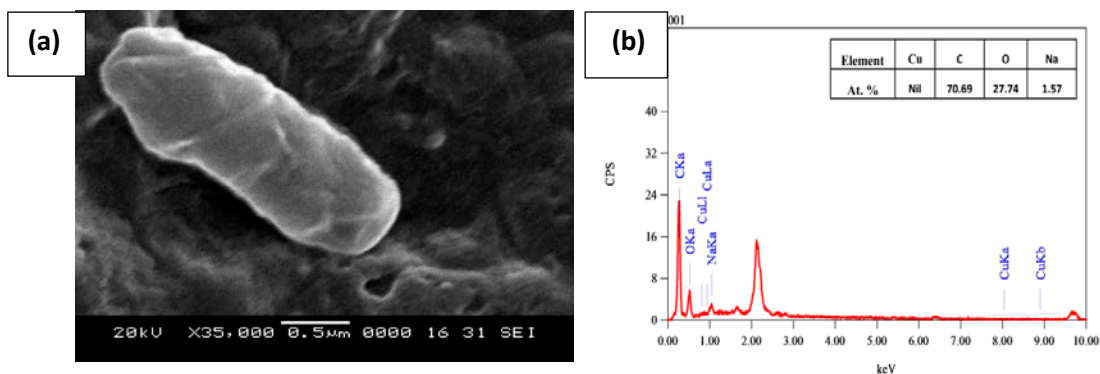 (a)
20kV X35,000 0.5µm 0000 16 31 SEI
(b)
001
Element Cu C O Na
At. % Nil 70.69 27.74 1.57
CPS
40
32
24
16
8
0
CKa
OKa
CuLl
CuLa
NaKa
CuKa
CuKb
0.00 1.00 2.00 3.00 4.00 5.00 6.00 7.00 8.00 9.00 10.00
keV